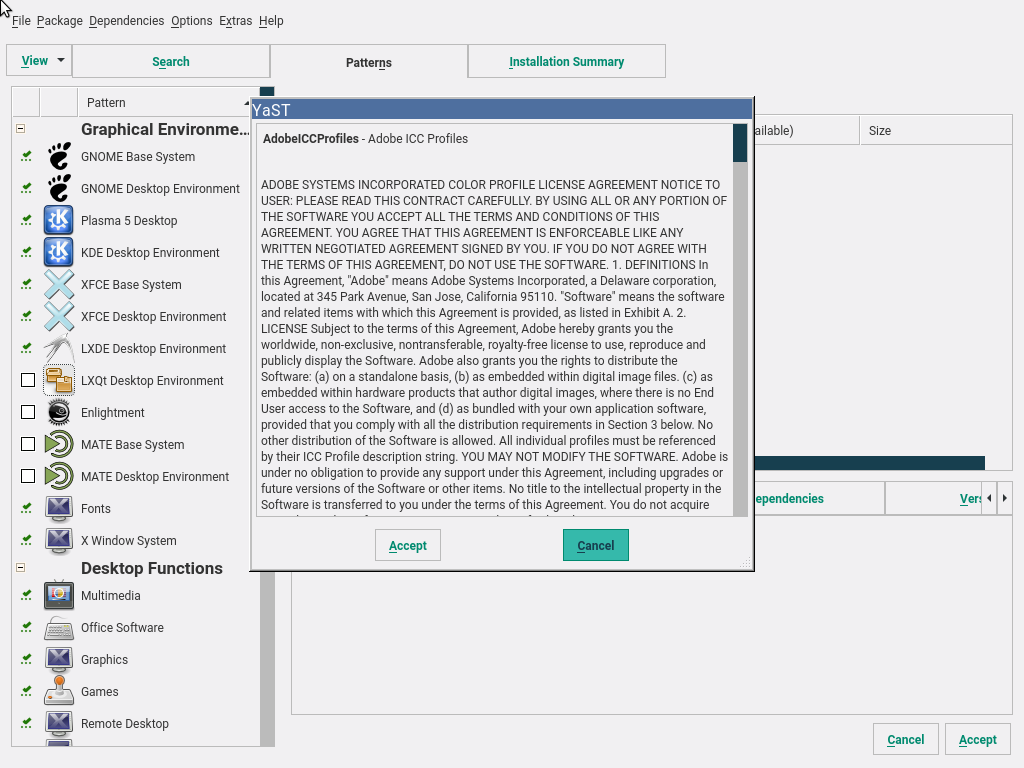 File Package Dependencies Options Extras Help
View Search Patterns Installation Summary
Pattern
Graphical Environme...
GNOME Base System
GNOME Desktop Environment
Plasma 5 Desktop
KDE Desktop Environment
XFCE Base System
XFCE Desktop Environment
LXDE Desktop Environment
LXQt Desktop Environment
Enlightment
MATE Base System
MATE Desktop Environment
Fonts
X Window System
Desktop Functions
Multimedia
Office Software
Graphics
Games
Remote Desktop
YaST
AdobeICCProfiles - Adobe ICC Profiles
ADOBE SYSTEMS INCORPORATED COLOR PROFILE LICENSE AGREEMENT NOTICE TO
USER: PLEASE READ THIS CONTRACT CAREFULLY. BY USING ALL OR ANY PORTION OF
THE SOFTWARE YOU ACCEPT ALL THE TERMS AND CONDITIONS OF THIS
AGREEMENT. YOU AGREE THAT THIS AGREEMENT IS ENFORCEABLE LIKE ANY
WRITTEN NEGOTIATED AGREEMENT SIGNED BY YOU. IF YOU DO NOT AGREE WITH
THE TERMS OF THIS AGREEMENT, DO NOT USE THE SOFTWARE. 1. DEFINITIONS In
this Agreement, "Adobe" means Adobe Systems Incorporated, a Delaware corporation,
located at 345 Park Avenue, San Jose, California 95110. "Software" means the software
and related items with which this Agreement is provided, as listed in Exhibit A. 2.
LICENSE Subject to the terms of this Agreement, Adobe hereby grants you the
worldwide, non-exclusive, nontransferable, royalty-free license to use, reproduce and
publicly display the Software. Adobe also grants you the rights to distribute the
Software: (a) on a standalone basis, (b) as embedded within digital image files. (c) as
embedded within hardware products that author digital images, where there is no End
User access to the Software, and (d) as bundled with your own application software,
provided that you comply with all the distribution requirements in Section 3 below. No
other distribution of the Software is allowed. All individual profiles must be referenced
by their ICC Profile description string. YOU MAY NOT MODIFY THE SOFTWARE. Adobe is
under no obligation to provide any support under this Agreement, including upgrades or
future versions of the Software or other items. No title to the intellectual property in the
Software is transferred to you under the terms of this Agreement. You do not acquire
Accept Cancel
ailable) Size
ependencies Vers
Cancel Accept